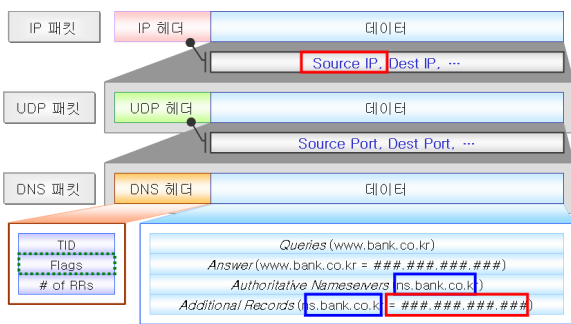 IP 패킷 IP 헤더 데이터
Source IP, Dest IP, …
UDP 패킷 UDP 헤더 데이터
Source Port, Dest Port, …
DNS 패킷 DNS 헤더 데이터
TID
Flags
# of RRs
Queries (www.bank.co.kr)
Answer (www.bank.co.kr = ###.###.###.###)
Authoritative Nameservers (ns.bank.co.kr)
Additional Records (ns.bank.co.kr = ###.###.###.###)